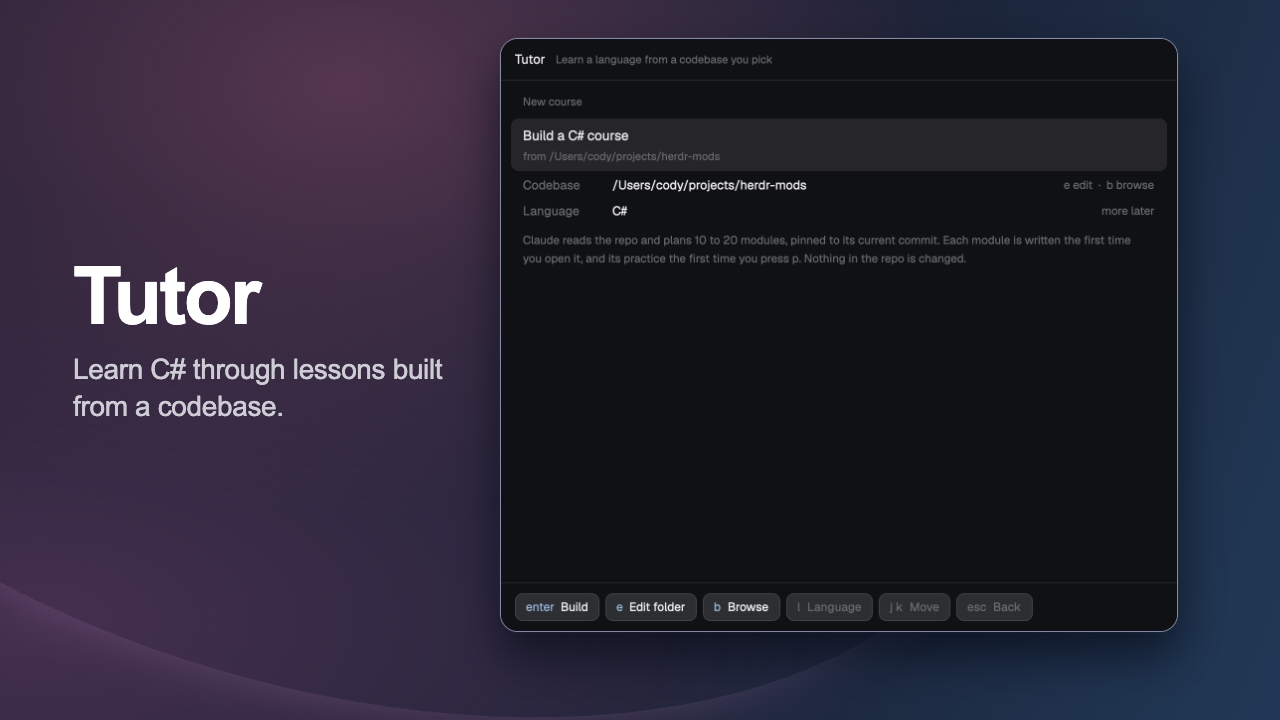 Tutor
Learn C# through lessons built
from a codebase.
Tutor Learn a language from a codebase you pick
New course
Build a C# course
from /Users/cody/projects/herdr-mods
Codebase /Users/cody/projects/herdr-mods e edit · b browse
Language C# more later
Claude reads the repo and plans 10 to 20 modules, pinned to its current commit. Each module is written the first time
you open it, and its practice the first time you press p. Nothing in the repo is changed.
enter Build e Edit folder b Browse l Language j k Move esc Back